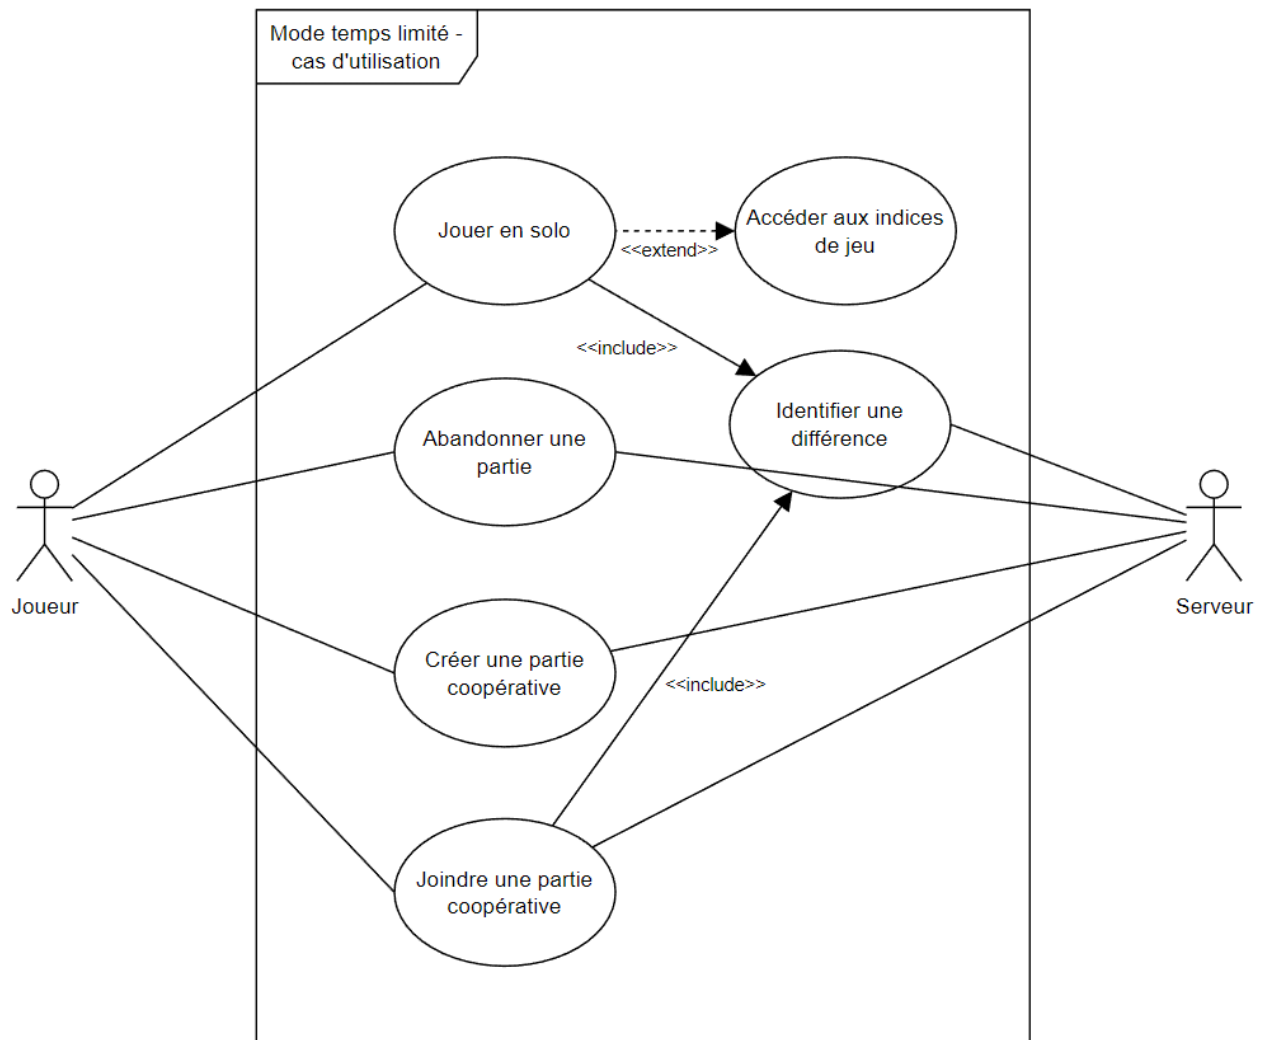 Mode temps limité -
cas d'utilisation
Jouer en solo
<<extend>>
Accéder aux indices
de jeu
<<include>>
Identifier une
différence
Abandonner une
partie
Joueur
Serveur
Créer une partie
coopérative
<<include>>
Joindre une partie
coopérative